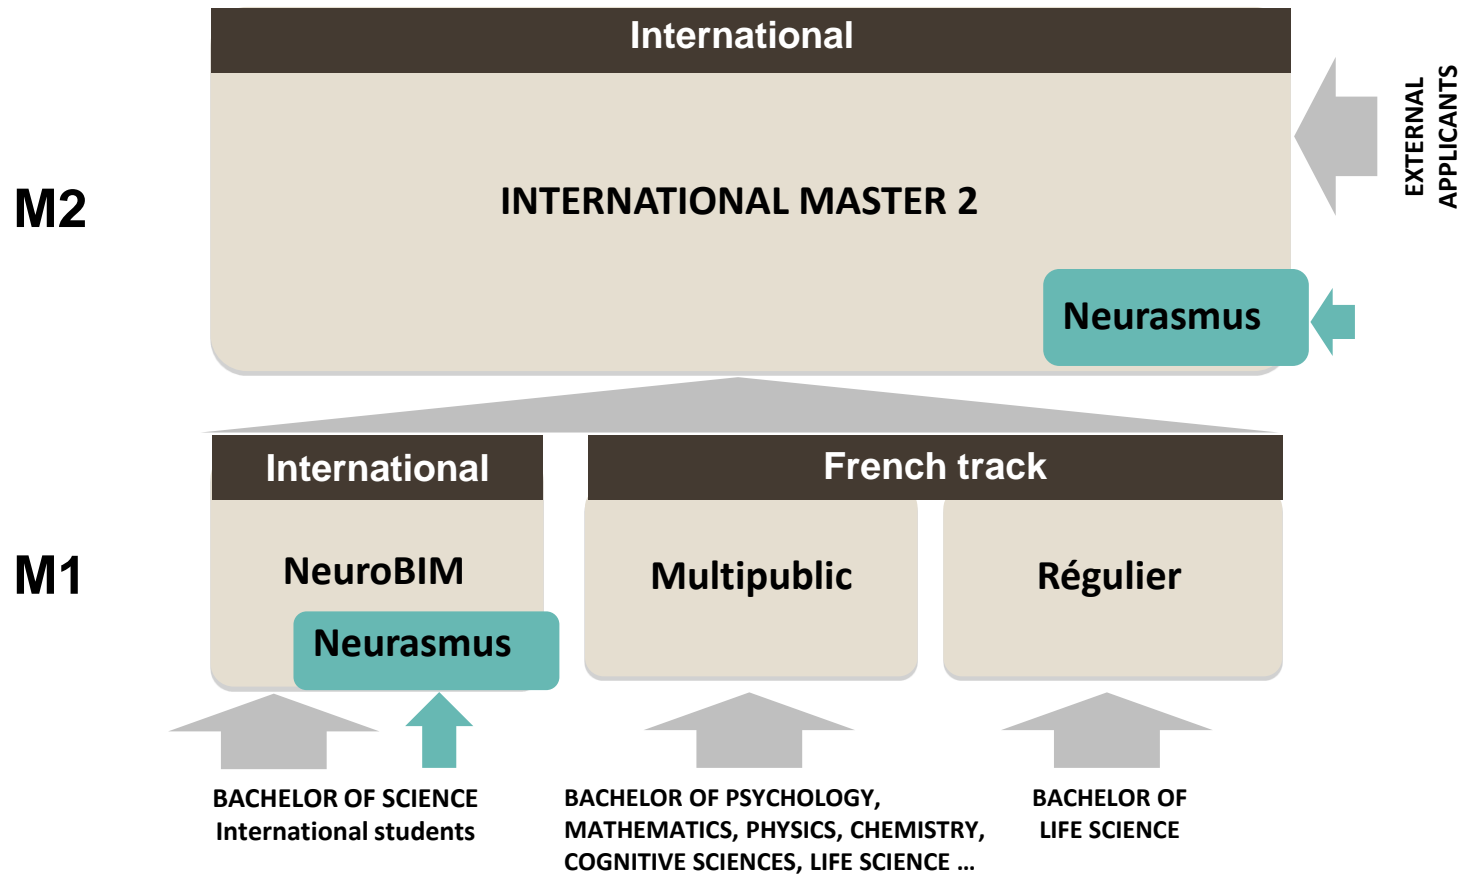 International
EXTERNAL
APPLICANTS
M2
INTERNATIONAL MASTER 2
Neurasmus
International
French track
M1
NeuroBIM
Multipublic
Régulier
Neurasmus
BACHELOR OF SCIENCE
International students
BACHELOR OF PSYCHOLOGY,
MATHEMATICS, PHYSICS, CHEMISTRY,
COGNITIVE SCIENCES, LIFE SCIENCE ...
BACHELOR OF
LIFE SCIENCE